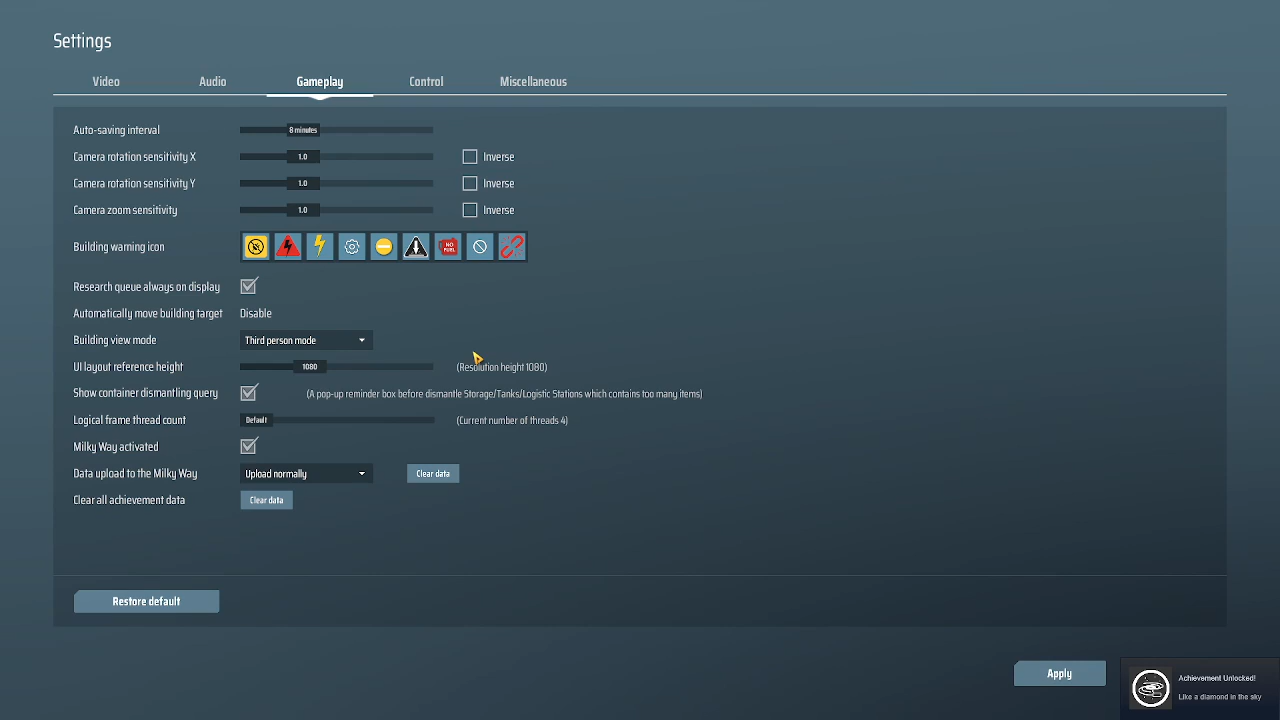 Settings
Video Audio Gameplay Control Miscellaneous
Auto-saving interval 8 minutes
Camera rotation sensitivity X 1.0 Inverse
Camera rotation sensitivity Y 1.0 Inverse
Camera zoom sensitivity 1.0 Inverse
Building warning icon NO FUEL
Research queue always on display
Automatically move building target Disable
Building view mode Third person mode
UI layout reference height 1080 (Resolution height 1080)
Show container dismantling query (A pop-up reminder box before dismantle Storage/Tanks/Logistic Stations which contains too many items)
Logical frame thread count Default (Current number of threads 4)
Milky Way activated
Data upload to the Milky Way Upload normally Clear data
Clear all achievement data Clear data
Restore default
Apply
Achievement Unlocked!
Like a diamond in the sky